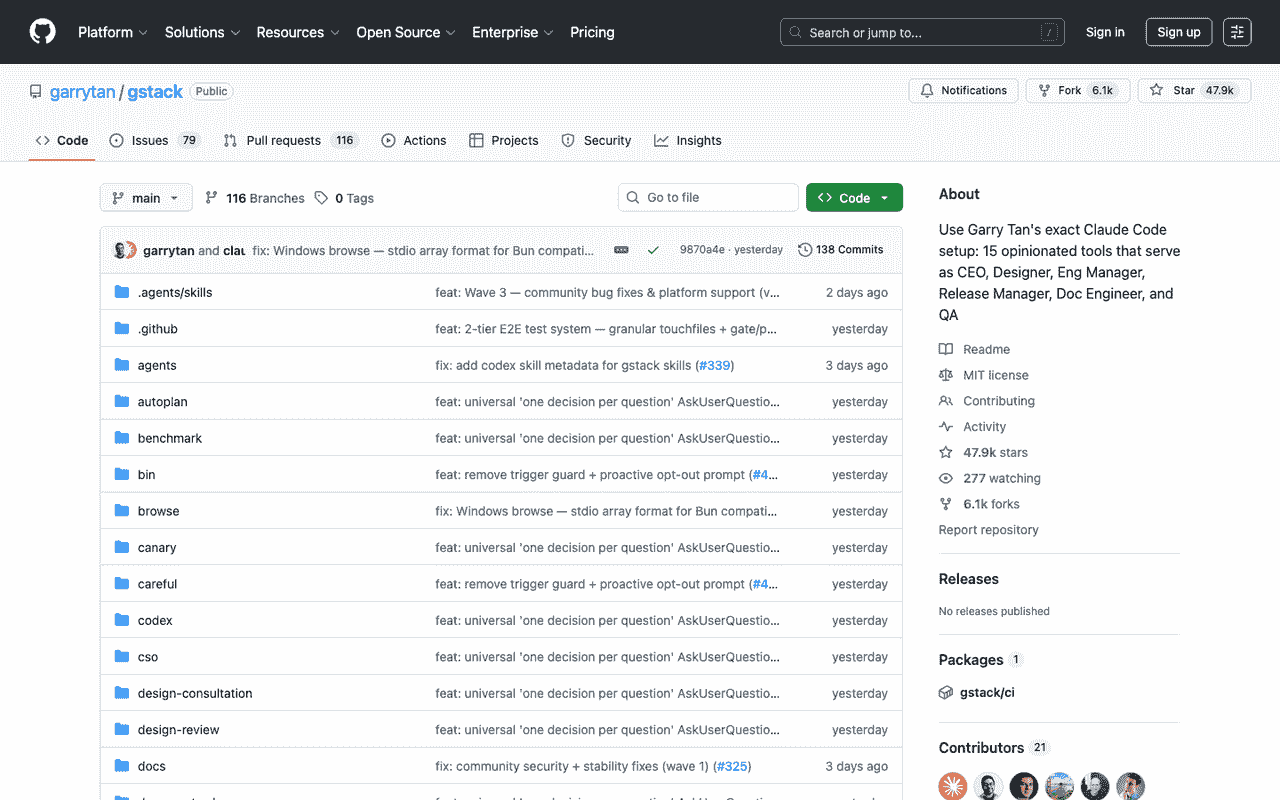 Platform Solutions Resources Open Source Enterprise Pricing Search or jump to... / Sign in Sign up
garrytan / gstack Public Notifications Fork 6.1k Star 47.9k
Code Issues 79 Pull requests 116 Actions Projects Security Insights
main 116 Branches 0 Tags Go to file Code
garrytan and clau fix: Windows browse — stdio array format for Bun compati... 9870a4e · yesterday 138 Commits
.agents/skills feat: Wave 3 — community bug fixes & platform support (v... 2 days ago
.github feat: 2-tier E2E test system — granular touchfiles + gate/p... yesterday
agents fix: add codex skill metadata for gstack skills (#339) 3 days ago
autoplan feat: universal 'one decision per question' AskUserQuestio... yesterday
benchmark feat: universal 'one decision per question' AskUserQuestio... yesterday
bin feat: remove trigger guard + proactive opt-out prompt (#4... yesterday
browse fix: Windows browse — stdio array format for Bun compati... yesterday
canary feat: universal 'one decision per question' AskUserQuestio... yesterday
careful feat: remove trigger guard + proactive opt-out prompt (#4... yesterday
codex feat: universal 'one decision per question' AskUserQuestio... yesterday
cso feat: universal 'one decision per question' AskUserQuestio... yesterday
design-consultation feat: universal 'one decision per question' AskUserQuestio... yesterday
design-review feat: universal 'one decision per question' AskUserQuestio... yesterday
docs fix: community security + stability fixes (wave 1) (#325) 3 days ago
About
Use Garry Tan's exact Claude Code
setup: 15 opinionated tools that serve
as CEO, Designer, Eng Manager,
Release Manager, Doc Engineer, and
QA
Readme
MIT license
Contributing
Activity
47.9k stars
277 watching
6.1k forks
Report repository
Releases
No releases published
Packages 1
gstack/ci
Contributors 21